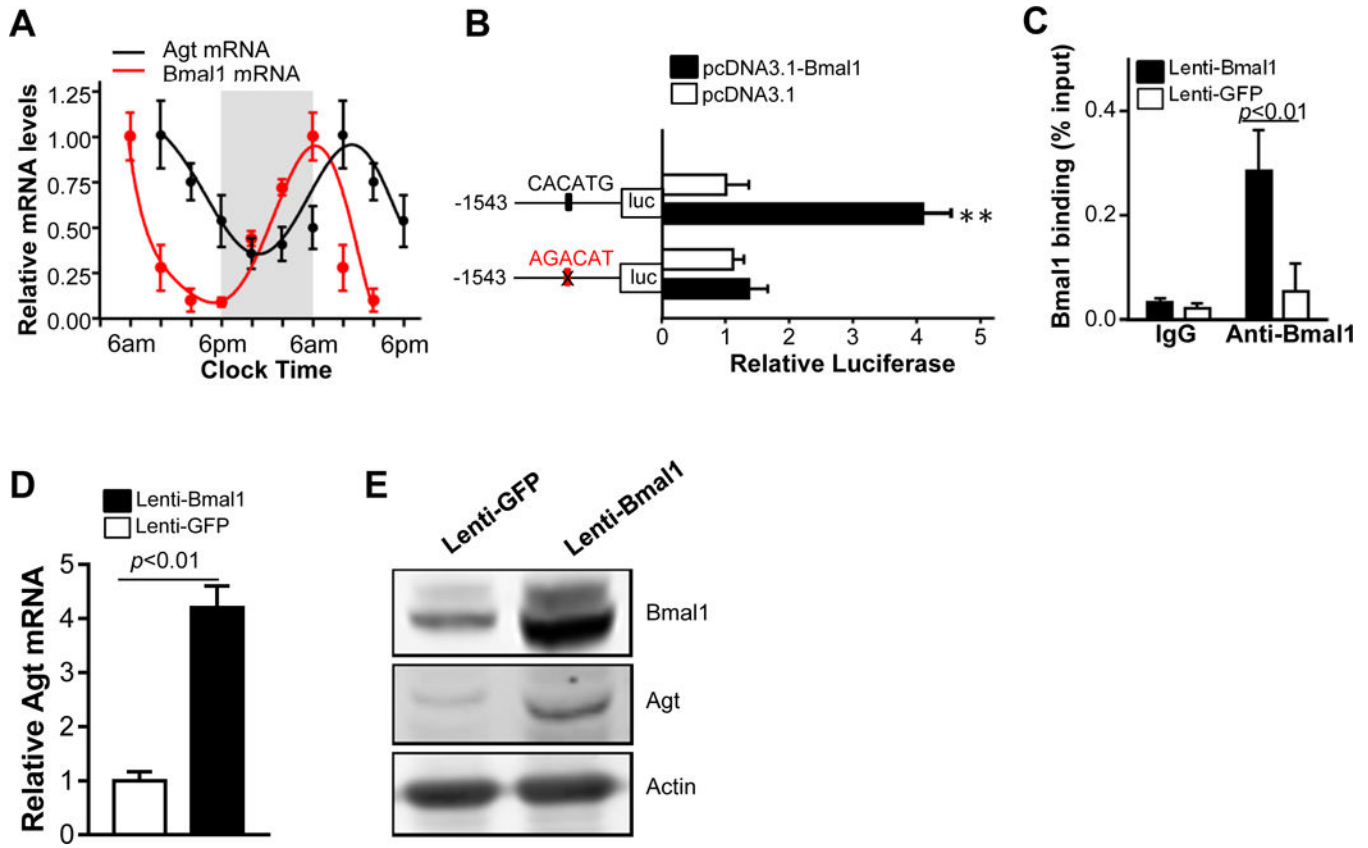 A
Agt mRNA
Bmal1 mRNA
Relative mRNA levels
1.25
1.00
0.75
0.50
0.25
0.00
6am
6pm
6am
6pm
Clock Time
B
pcDNA3.1-Bmal1
pcDNA3.1
-1543
CACATG
luc
**
-1543
AGACAT
X
luc
0
1
2
3
4
5
Relative Luciferase
C
Lenti-Bmal1
Lenti-GFP
p<0.01
Bmal1 binding (% input)
0.4
0.2
0.0
IgG
Anti-Bmal1
D
Lenti-Bmal1
Lenti-GFP
p<0.01
Relative Agt mRNA
5
4
3
2
1
0
E
Lenti-GFP
Lenti-Bmal1
Bmal1
Agt
Actin